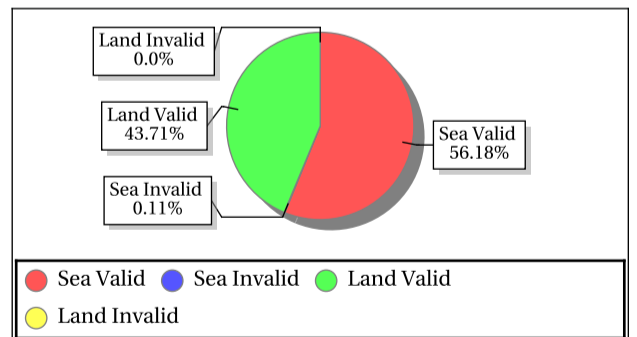 Land Invalid
0.0%
Land Valid
43.71%
Sea Valid
56.18%
Sea Invalid
0.11%
Sea Valid Sea Invalid Land Valid
Land Invalid